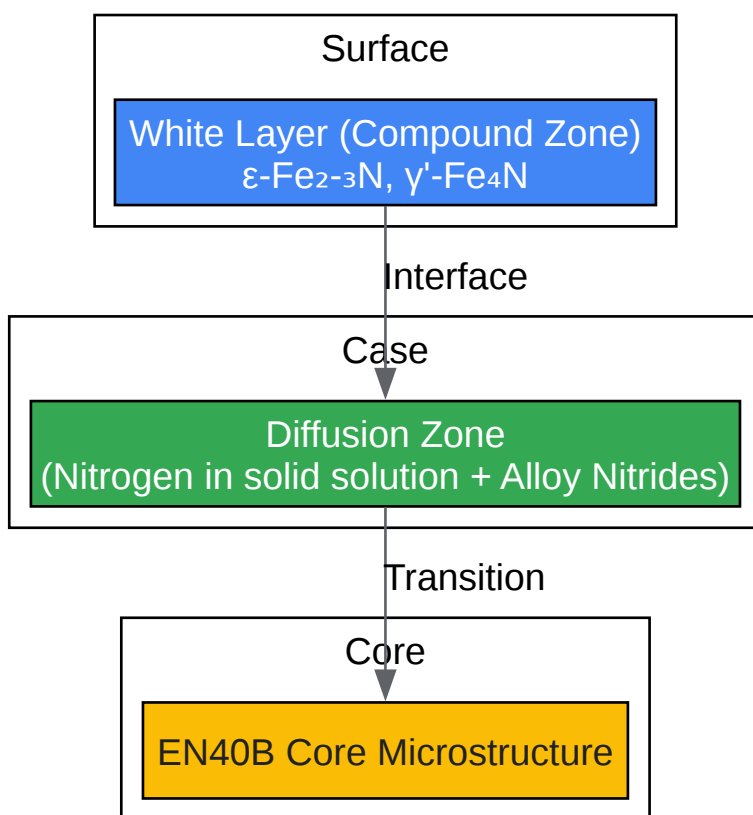 Surface
White Layer (Compound Zone)
ε-Fe₂-₃N, γ'-Fe₄N
Interface
Case
Diffusion Zone
(Nitrogen in solid solution + Alloy Nitrides)
Transition
Core
EN40B Core Microstructure